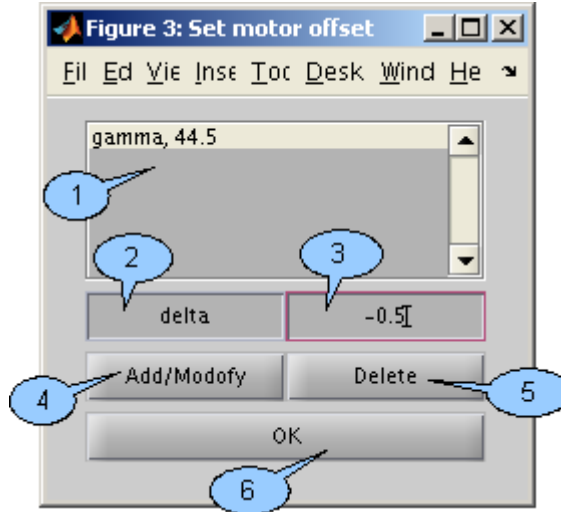 Figure 3: Set motor offset
Fil Ed Vie Inse Too Desk Wind He
gamma, 44.5
1
2 3
delta -0.5
Add/Modofy Delete
4 5
OK
6